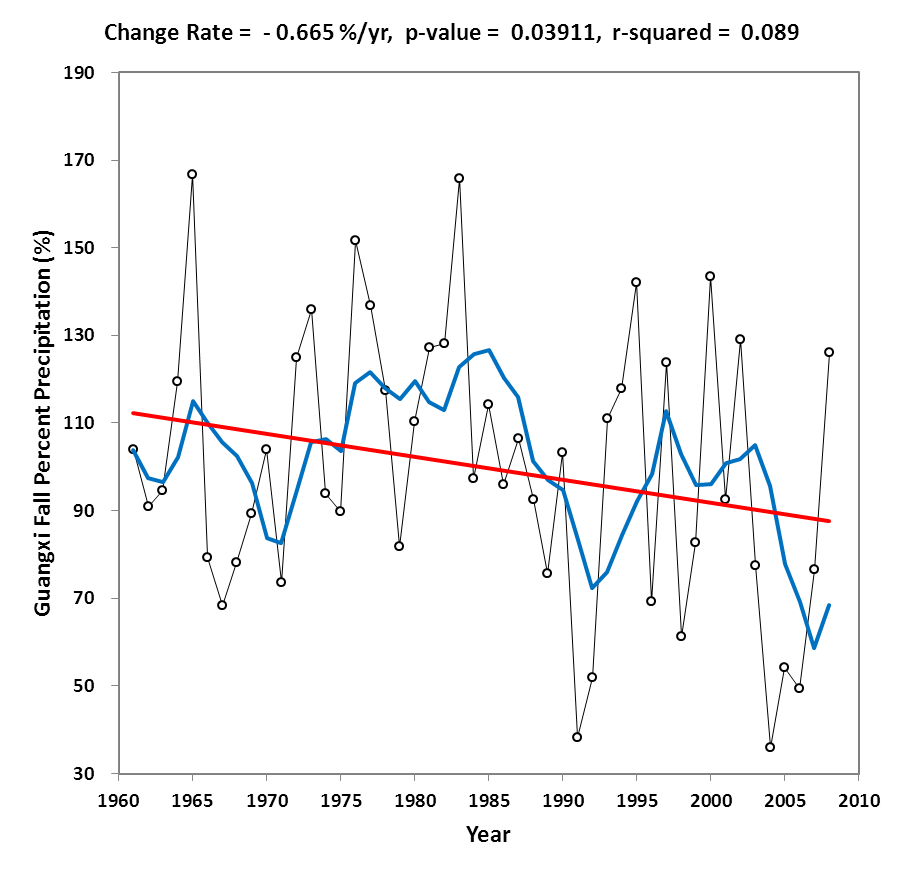 Change Rate = - 0.665 %/yr, p-value = 0.03911, r-squared = 0.089
190
170
150
130
110
90
70
50
30
Guangxi Fall Percent Precipitation (%)
1960 1965 1970 1975 1980 1985 1990 1995 2000 2005 2010
Year